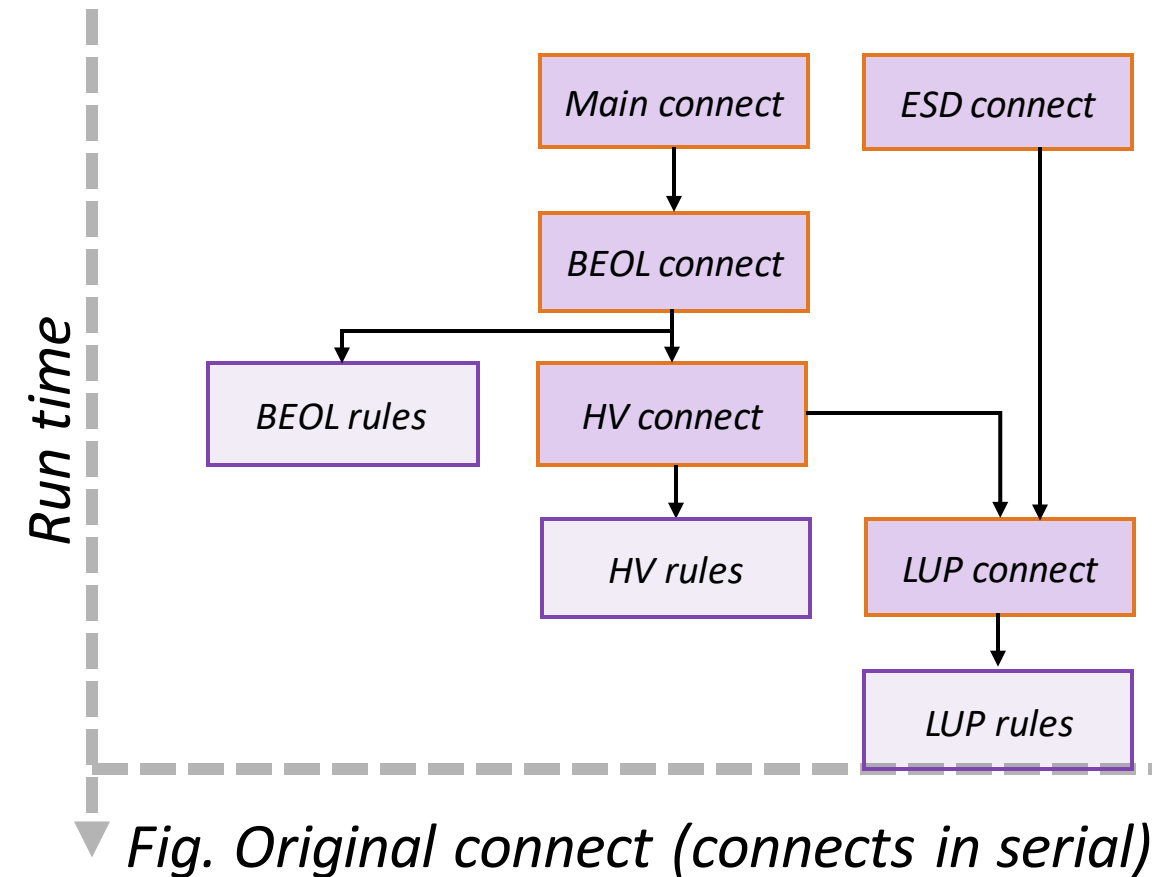 Main connect
ESD connect
BEOL connect
BEOL rules
HV connect
HV rules
LUP connect
LUP rules
Run time
Fig. Original connect (connects in serial)